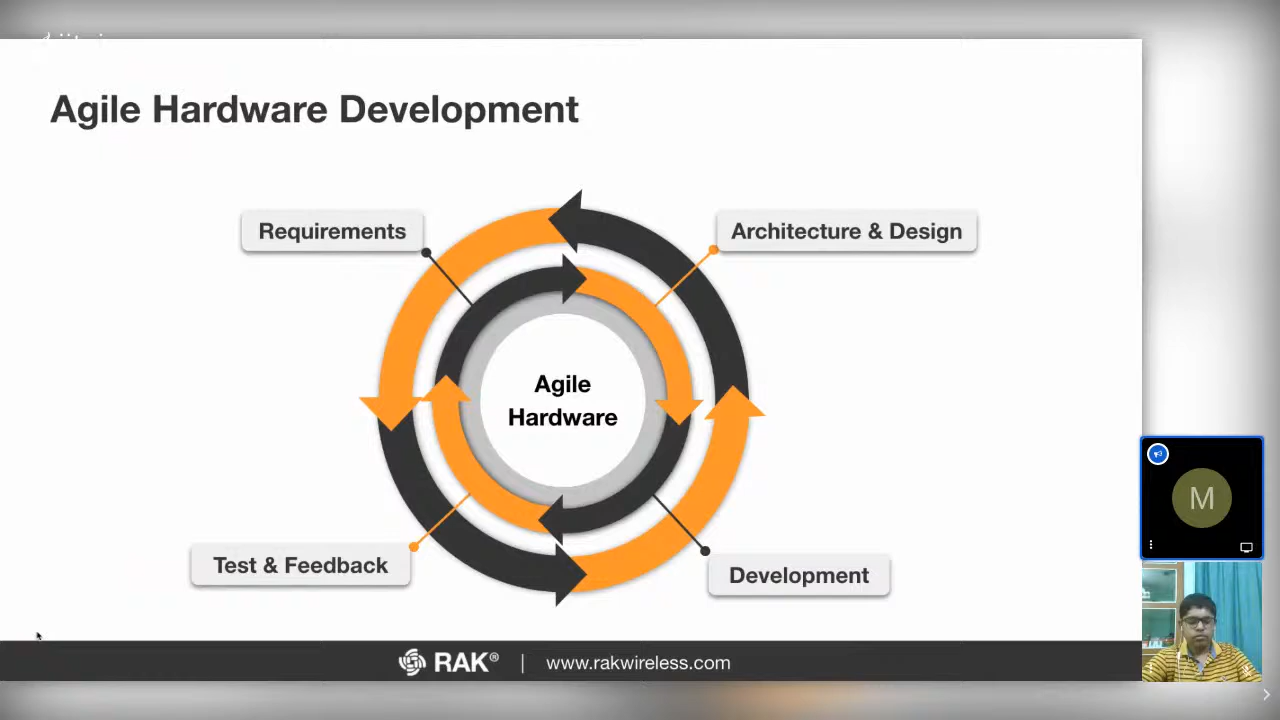 Agile Hardware Development
Requirements
Architecture & Design
Agile
Hardware
Test & Feedback
Development
RAK® | www.rakwireless.com
M